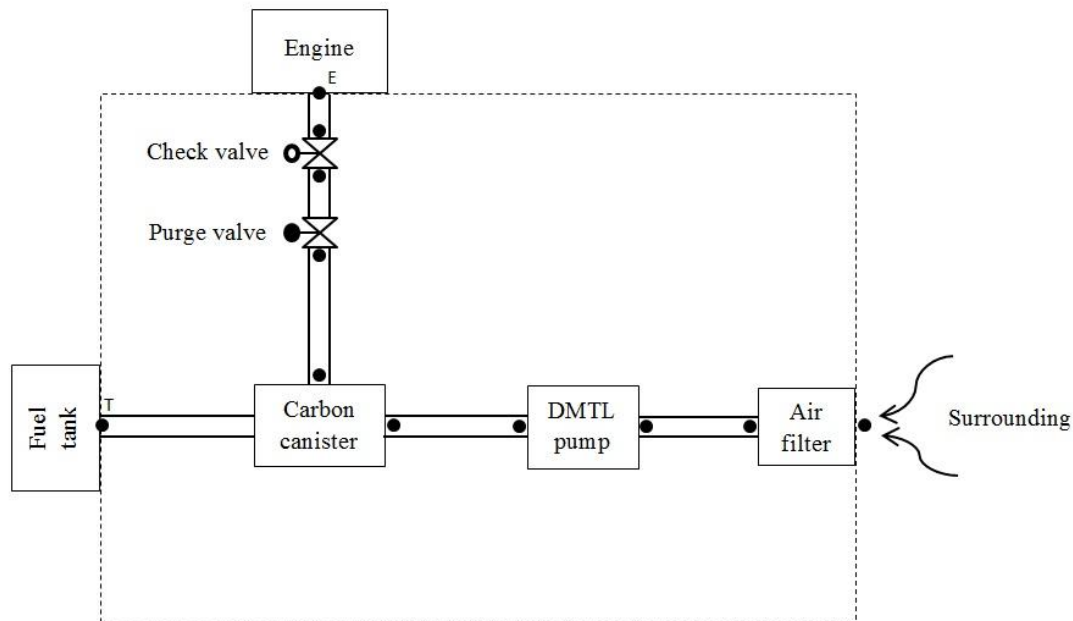 Engine
E
Check valve
Purge valve
T
Fuel
tank
Carbon
canister
DMTL
pump
Air
filter
Surrounding